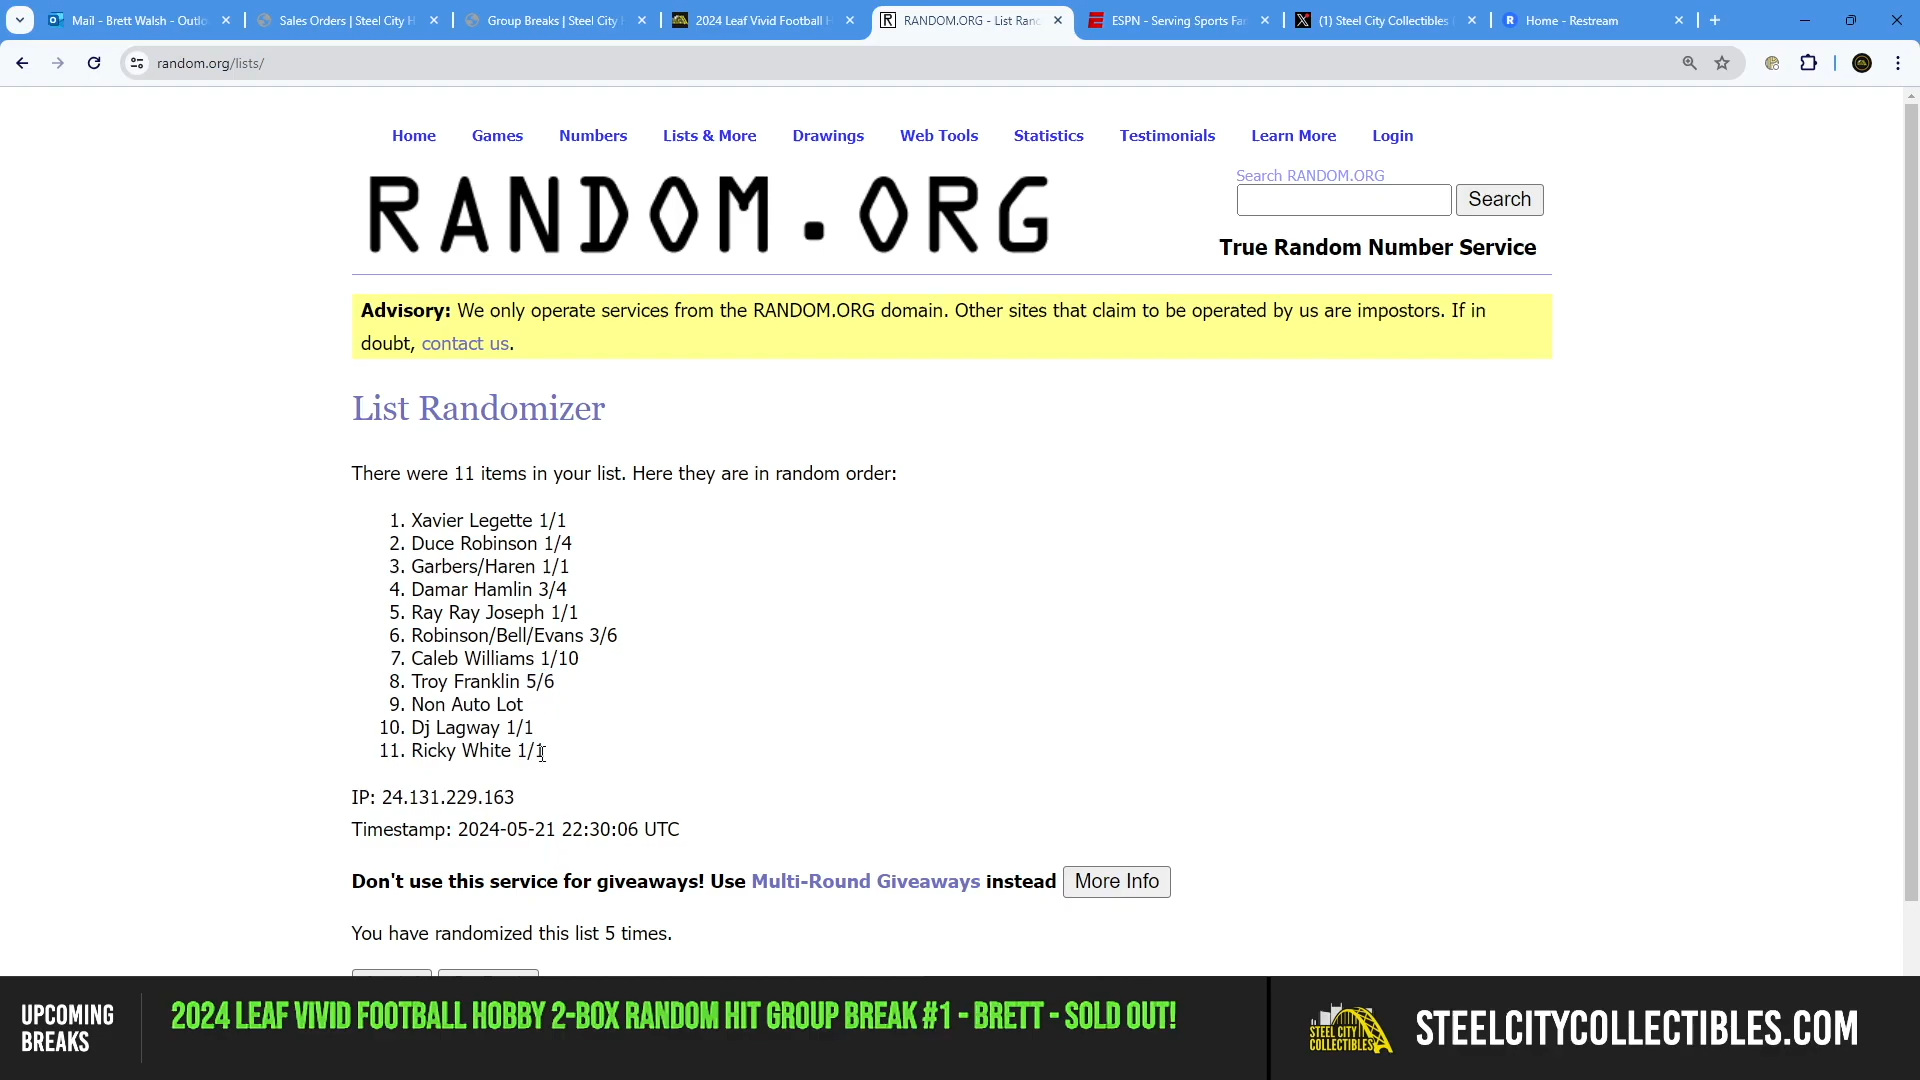 Mail - Brett Walsh - Outlo
Sales Orders | Steel City H
Group Breaks | Steel City
2024 Leaf Vivid Football H
RANDOM.ORG - List Ran
ESPN - Serving Sports Fa
(1) Steel City Collectibles
Home - Restream
random.org/lists/
Home
Games
Numbers
Lists & More
Drawings
Web Tools
Statistics
Testimonials
Learn More
Login
RANDOM.ORG
Search RANDOM.ORG
Search
True Random Number Service
Advisory: We only operate services from the RANDOM.ORG domain. Other sites that claim to be operated by us are impostors. If in
doubt, contact us.
List Randomizer
There were 11 items in your list. Here they are in random order:
1. Xavier Legette 1/1
2. Duce Robinson 1/4
3. Garbers/Haren 1/1
4. Damar Hamlin 3/4
5. Ray Ray Joseph 1/1
6. Robinson/Bell/Evans 3/6
7. Caleb Williams 1/10
8. Troy Franklin 5/6
9. Non Auto Lot
10. Dj Lagway 1/1
11. Ricky White 1/1
IP: 24.131.229.163
Timestamp: 2024-05-21 22:30:06 UTC
Don't use this service for giveaways! Use Multi-Round Giveaways instead
More Info
You have randomized this list 5 times.
UPCOMING
BREAKS
2024 LEAF VIVID FOOTBALL HOBBY 2-BOX RANDOM HIT GROUP BREAK #1 - BRETT - SOLD OUT!
STEEL CITY
COLLECTIBLES
STEELCITYCOLLECTIBLES.COM